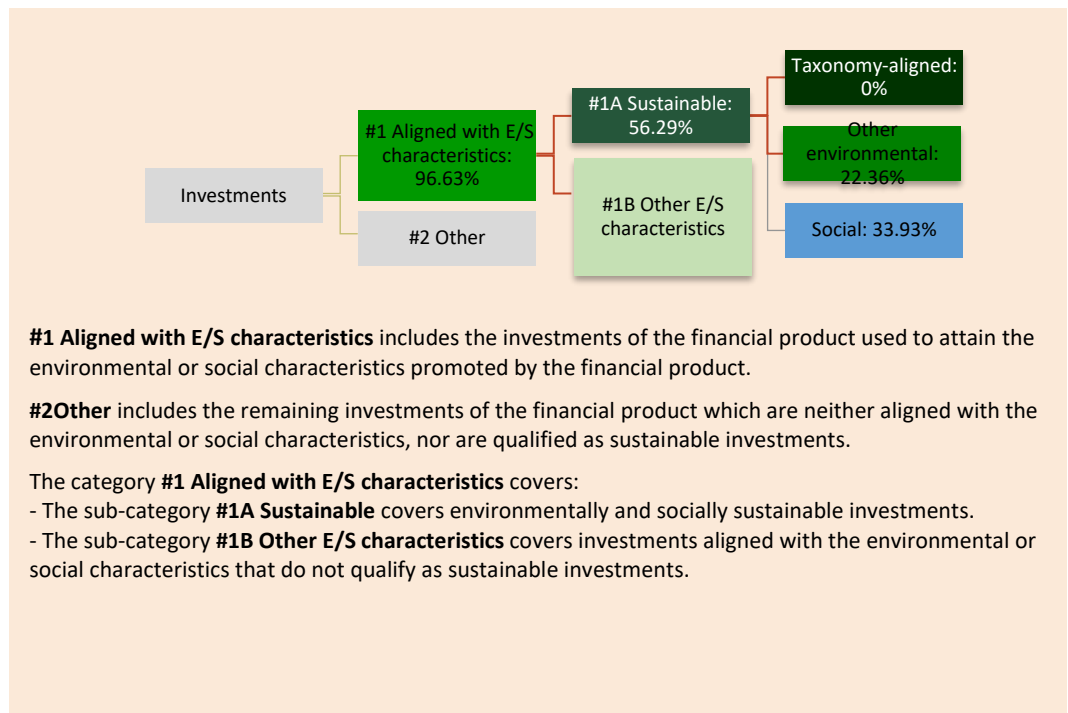 Investments
#1 Aligned with E/S
characteristics:
96.63%
#2 Other
#1A Sustainable:
56.29%
#1B Other E/S
characteristics
Taxonomy-aligned:
0%
Other
environmental:
22.36%
Social: 33.93%
#1 Aligned with E/S characteristics includes the investments of the financial product used to attain the
environmental or social characteristics promoted by the financial product.
#2Other includes the remaining investments of the financial product which are neither aligned with the
environmental or social characteristics, nor are qualified as sustainable investments.
The category #1 Aligned with E/S characteristics covers:
- The sub-category #1A Sustainable covers environmentally and socially sustainable investments.
- The sub-category #1B Other E/S characteristics covers investments aligned with the environmental or
social characteristics that do not qualify as sustainable investments.